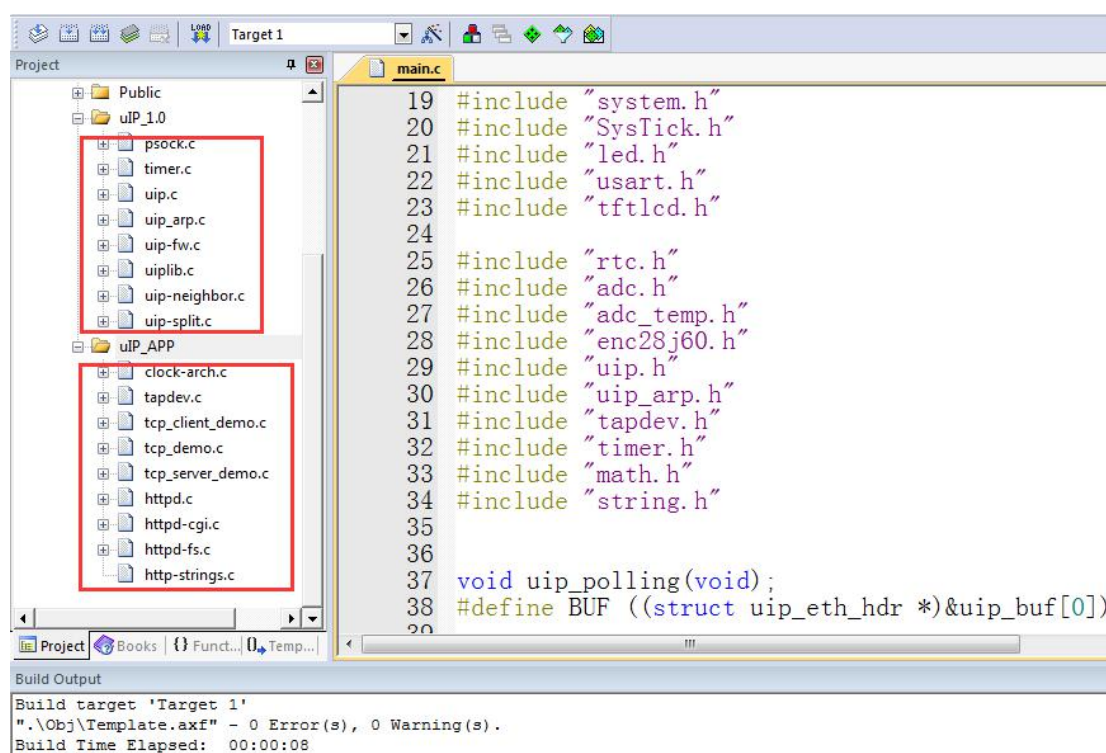 LOAD
Target 1
Project
Public
uIP_1.0
psock.c
timer.c
uip.c
uip_arp.c
uip-fw.c
uiplib.c
uip-neighbor.c
uip-split.c
uIP_APP
clock-arch.c
tapdev.c
tcp_client_demo.c
tcp_demo.c
tcp_server_demo.c
httpd.c
httpd-cgi.c
httpd-fs.c
http-strings.c
Project Books {} Funct... 0 Temp...
main.c
19 #include "system.h"
20 #include "SysTick.h"
21 #include "led.h"
22 #include "usart.h"
23 #include "tftlcd.h"
24
25 #include "rtc.h"
26 #include "adc.h"
27 #include "adc_temp.h"
28 #include "enc28j60.h"
29 #include "uip.h"
30 #include "uip_arp.h"
31 #include "tapdev.h"
32 #include "timer.h"
33 #include "math.h"
34 #include "string.h"
35
36
37 void uip_polling(void);
38 #define BUF ((struct uip_eth_hdr *)&uip_buf[0])
39
Build Output
Build target 'Target 1'
".\Obj\Template.axf" - 0 Error(s), 0 Warning(s).
Build Time Elapsed: 00:00:08